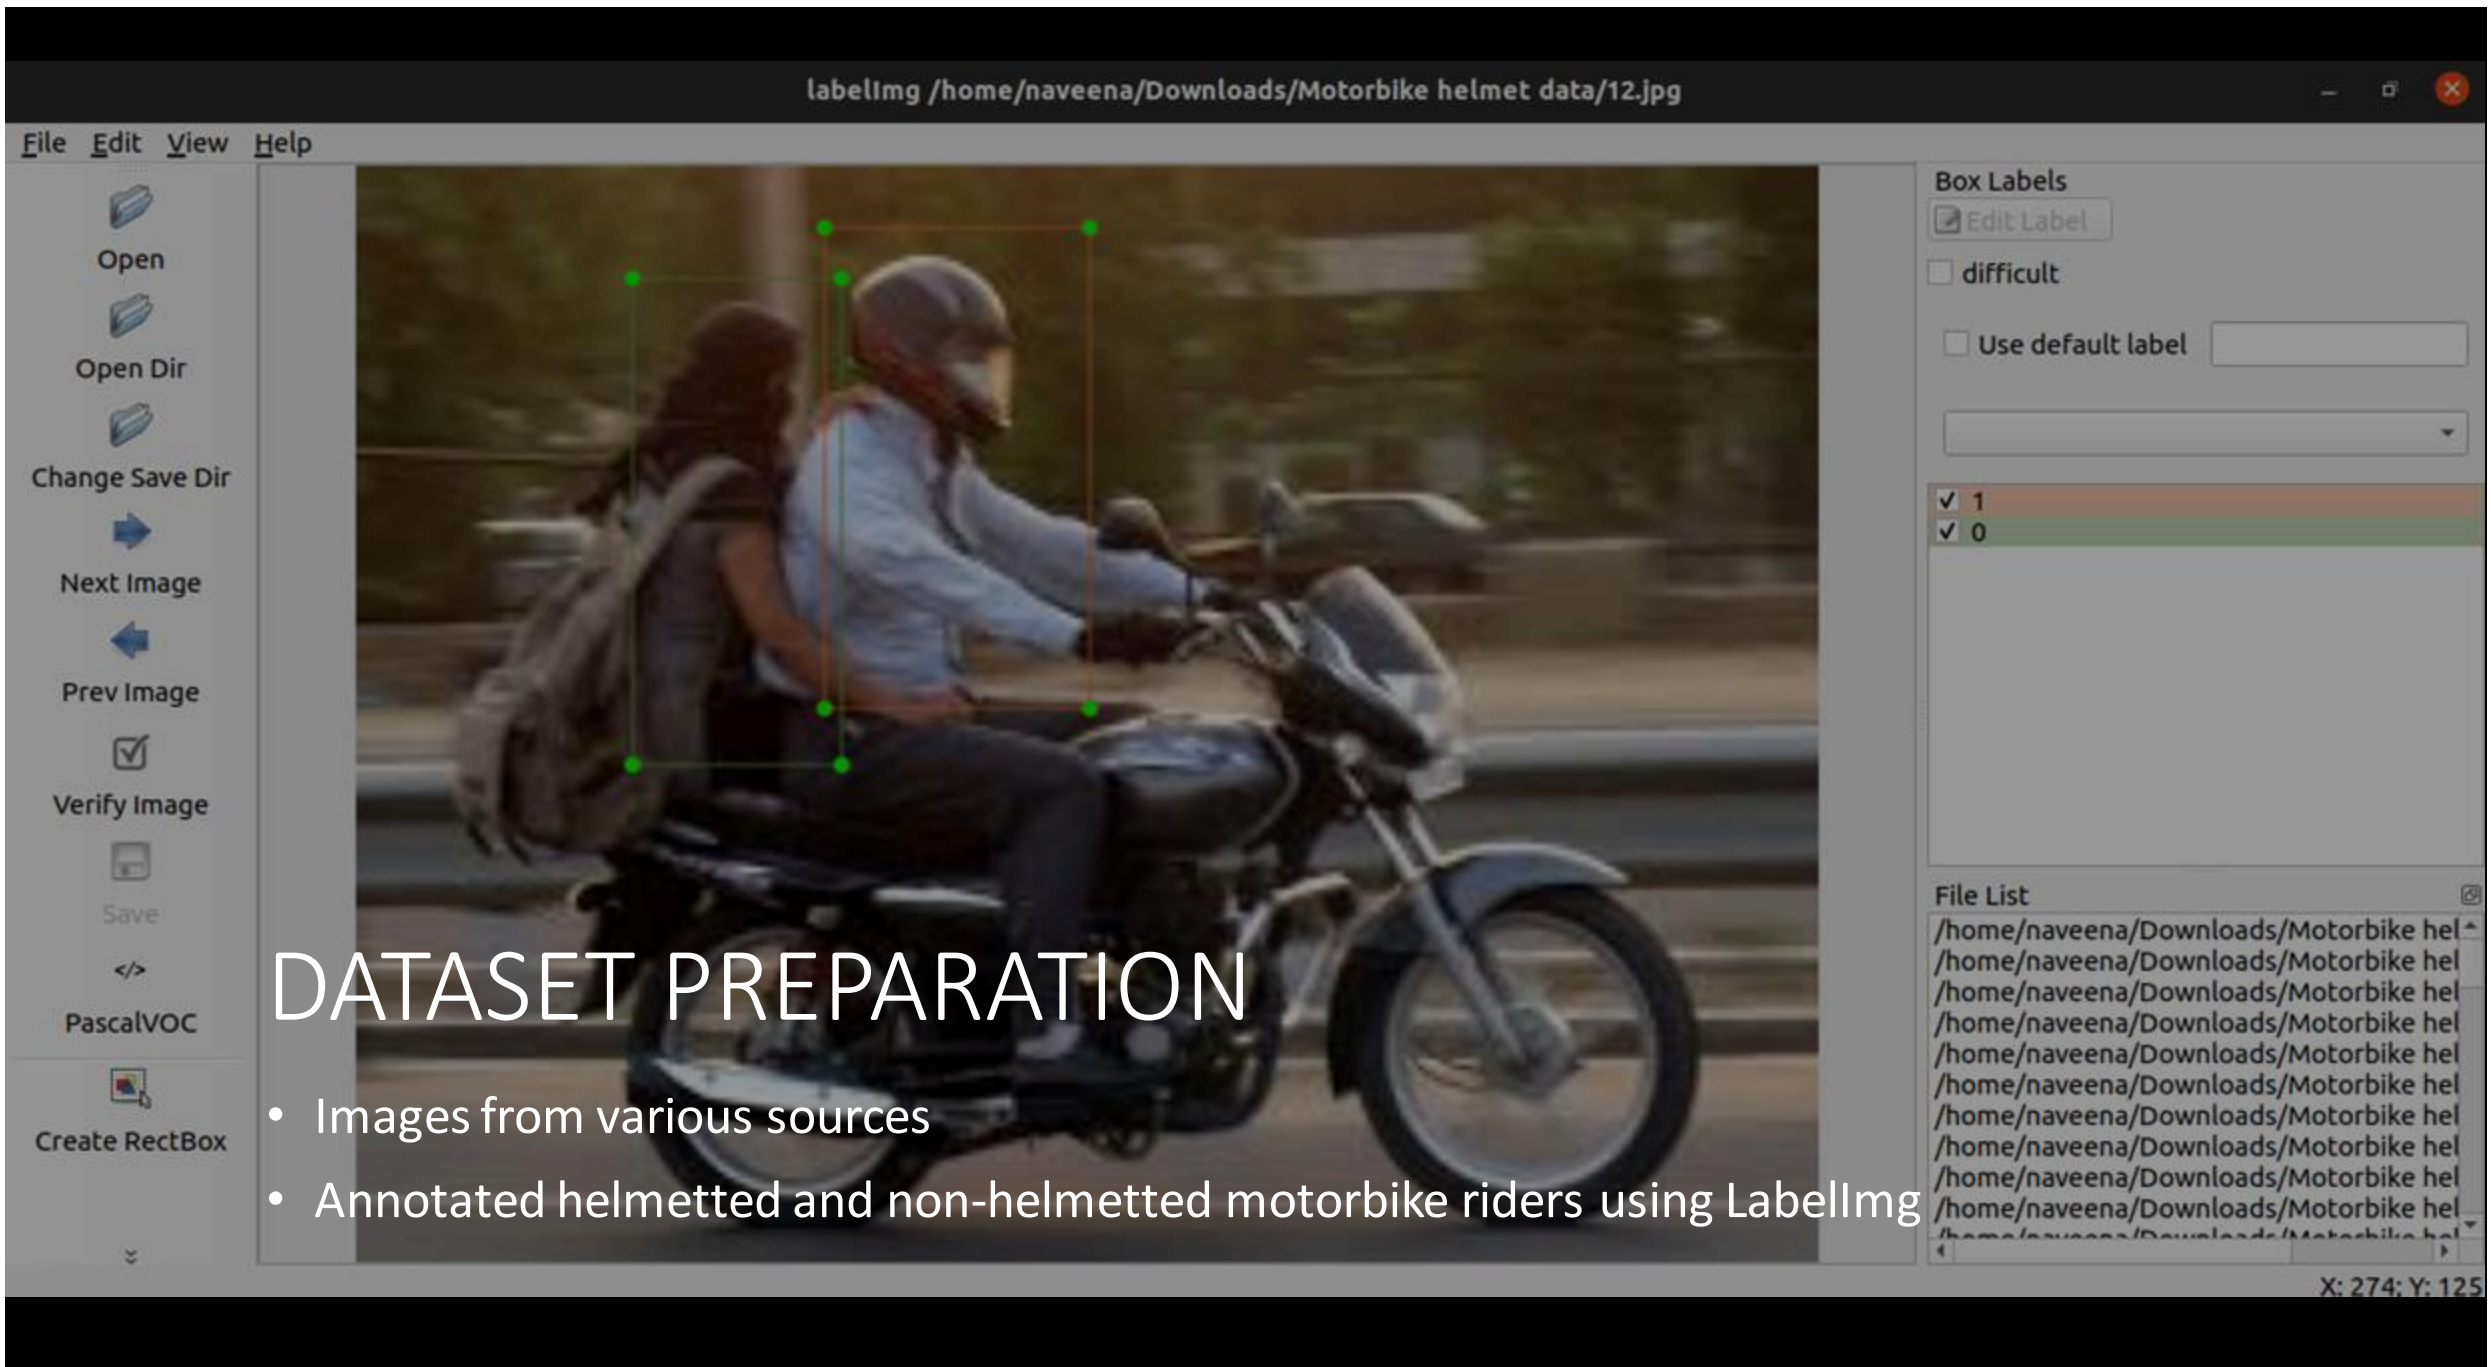 labelImg /home/naveena/Downloads/Motorbike helmet data/12.jpg
File Edit View Help
Open
Open Dir
Change Save Dir
Next Image
Prev Image
Verify Image
Save
</>
PascalVOC
Create RectBox
Box Labels
Edit Label
difficult
Use default label
1
0
File List
/home/naveena/Downloads/Motorbike hel
/home/naveena/Downloads/Motorbike hel
/home/naveena/Downloads/Motorbike hel
/home/naveena/Downloads/Motorbike hel
/home/naveena/Downloads/Motorbike hel
/home/naveena/Downloads/Motorbike hel
/home/naveena/Downloads/Motorbike hel
/home/naveena/Downloads/Motorbike hel
/home/naveena/Downloads/Motorbike hel
/home/naveena/Downloads/Motorbike hel
/home/naveena/Downloads/Motorbike hel
X: 274; Y: 125
DATASET PREPARATION
• Images from various sources
• Annotated helmetted and non-helmetted motorbike riders using LabelImg